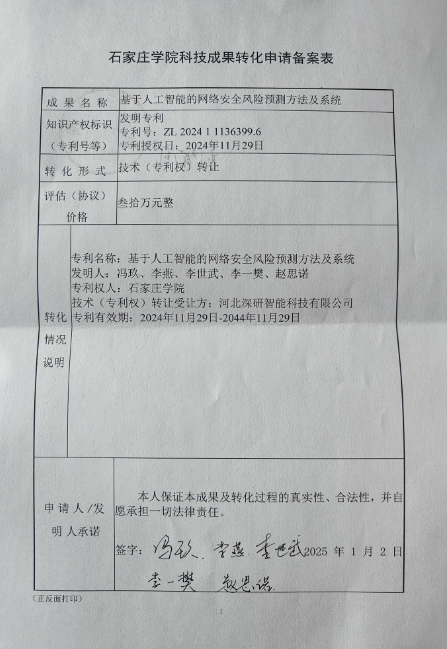 石家庄学院科技成果转化申请备案表
成果名称 基于人工智能的网络安全风险预测方法及系统
知识产权标识（专利号等） 发明专利
专利号：ZL 2024 1 1136399.6
专利授权日：2024年11月29日
转化形式 技术（专利权）转让
评估（协议）价格 叁拾万元整
转化情况说明
专利名称：基于人工智能的网络安全风险预测方法及系统
发明人：冯玖、李燕、李世武、李一樊、赵思诺
专利权人：石家庄学院
技术（专利权）转让受让方：河北深研智能科技有限公司
专利有效期：2024年11月29日-2044年11月29日
申请人/发明人承诺
本人保证本成果及转化过程的真实性、合法性，并自
愿承担一切法律责任。
签字：冯玖 李燕 李世武 2025 年 1 月 2 日
李一樊 赵思诺
（正反面打印）
1